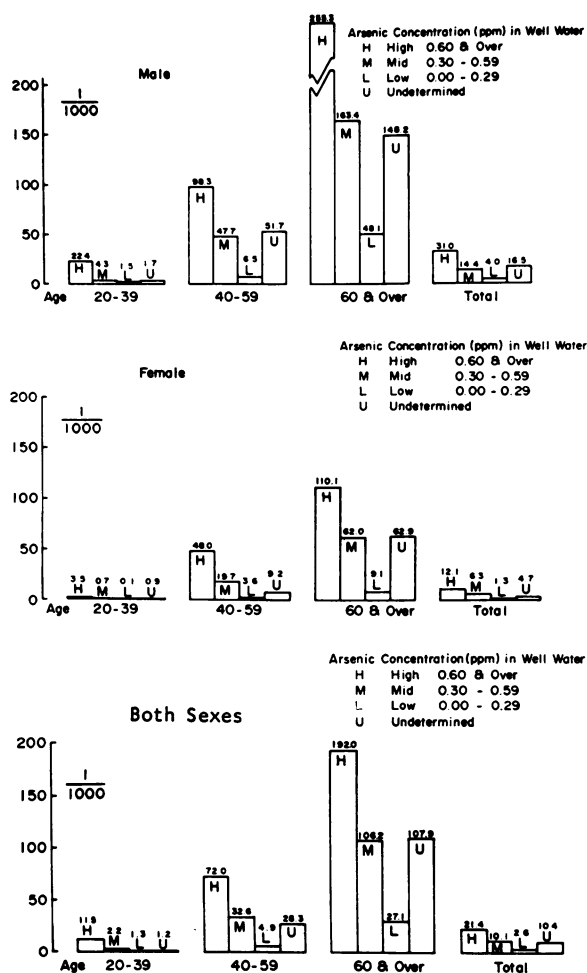 Arsenic Concentration (ppm) in Well Water
H High 0.60 & Over
M Mid 0.30 - 0.59
L Low 0.00 - 0.29
U Undetermined
Male
1
1000
200
150
100
50
0
22.4 4.3 1.5 1.7
H M L U
98.3 47.7 6.5 51.7
H M L U
163.4 48.1 148.2
H M L U
31.0 14.4 4.0 16.5
H M L U
Age 20-39 40-59 60 & Over Total
Arsenic Concentration (ppm) in Well Water
H High 0.60 & Over
M Mid 0.30 - 0.59
L Low 0.00 - 0.29
U Undetermined
Female
1
1000
200
150
100
50
0
3.5 0.7 0.1 0.9
H M L U
48.0 19.7 3.6 9.2
H M L U
110.1 62.0 9.1 62.9
H M L U
12.1 6.3 1.3 4.7
H M L U
Age 20-39 40-59 60 & Over Total
Arsenic Concentration (ppm) in Well Water
H High 0.60 & Over
M Mid 0.30 - 0.59
L Low 0.00 - 0.29
U Undetermined
Both Sexes
1
1000
200
150
100
50
0
11.5 2.2 1.3 1.2
H M L U
72.0 32.6 4.9 28.3
H M L U
192.0 106.2 27.1 107.9
H M L U
21.4 10.1 2.6 10.4
H M L U
Age 20-39 40-59 60 & Over Total